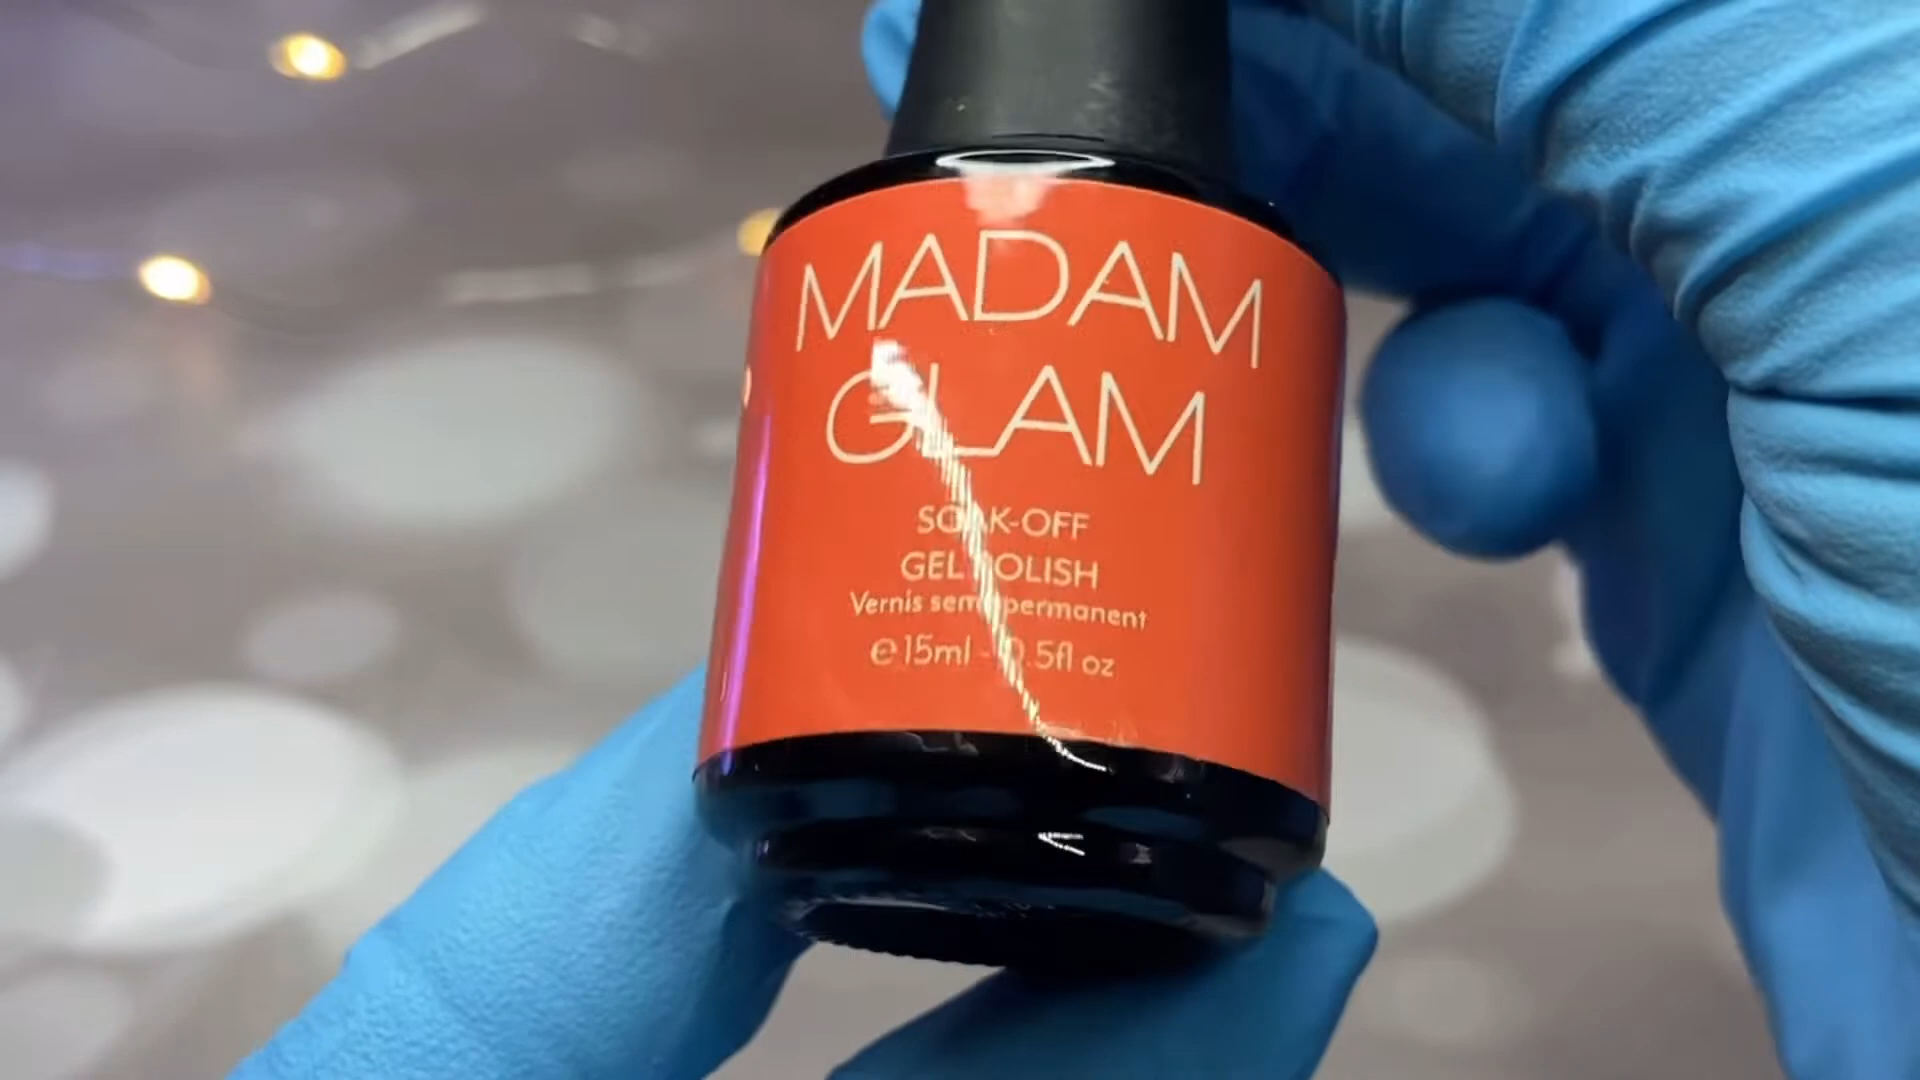 MADAM
GLAM
SOAK-OFF
GEL POLISH
Vernis semi-permanent
℮ 15ml - 0.5fl oz